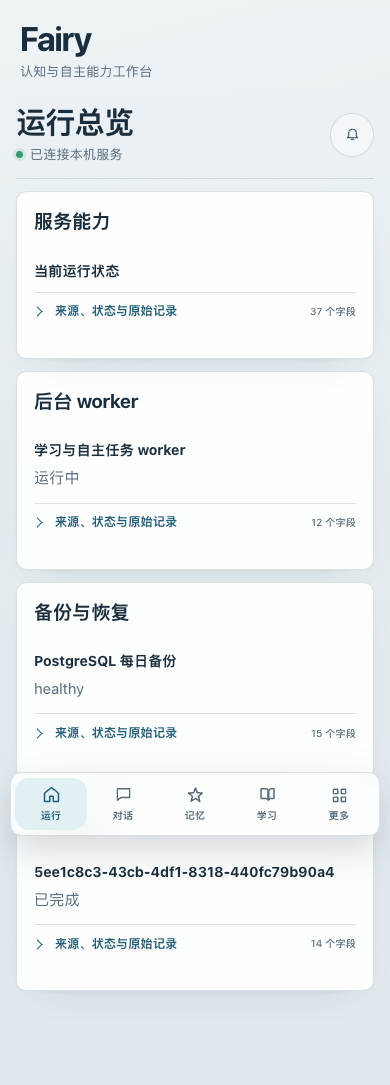 Fairy
认知与自主能力工作台
运行总览
已连接本机服务
服务能力
当前运行状态
来源、状态与原始记录 37 个字段
后台 worker
学习与自主任务 worker
运行中
来源、状态与原始记录 12 个字段
备份与恢复
PostgreSQL 每日备份
healthy
来源、状态与原始记录 15 个字段
运行 对话 记忆 学习 更多
5ee1c8c3-43cb-4df1-8318-440fc79b90a4
已完成
来源、状态与原始记录 14 个字段